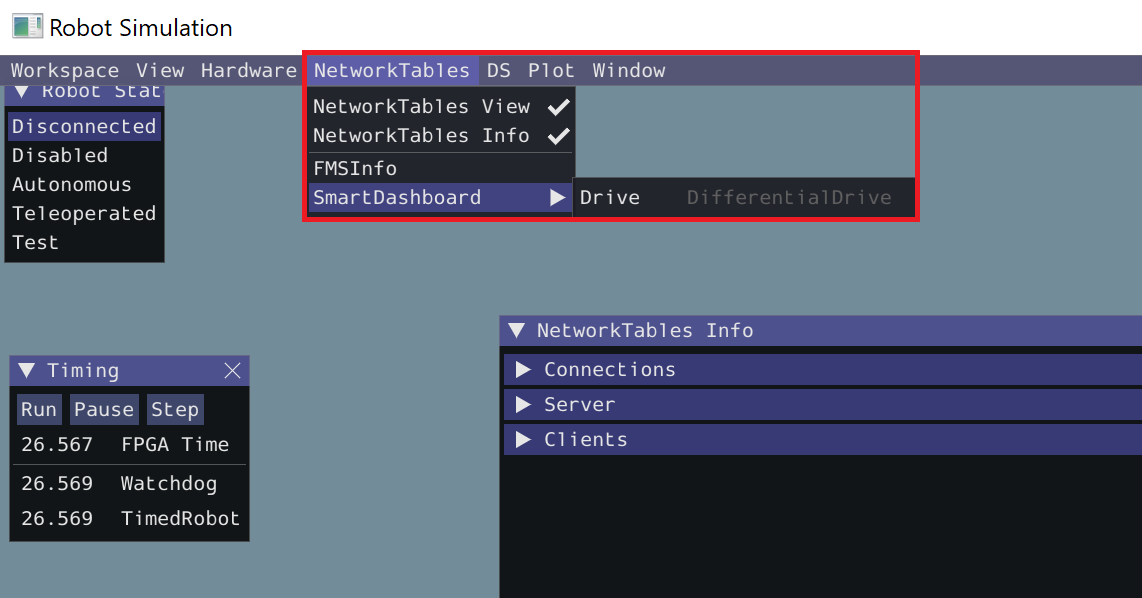 Robot Simulation
Workspace View Hardware NetworkTables DS Plot Window
Robot Stat
Disconnected
Disabled
Autonomous
Teleoperated
Test
NetworkTables View
NetworkTables Info
FMSInfo
SmartDashboard
Drive DifferentialDrive
Timing
Run Pause Step
26.567 FPGA Time
26.569 Watchdog
26.569 TimedRobot
NetworkTables Info
Connections
Server
Clients